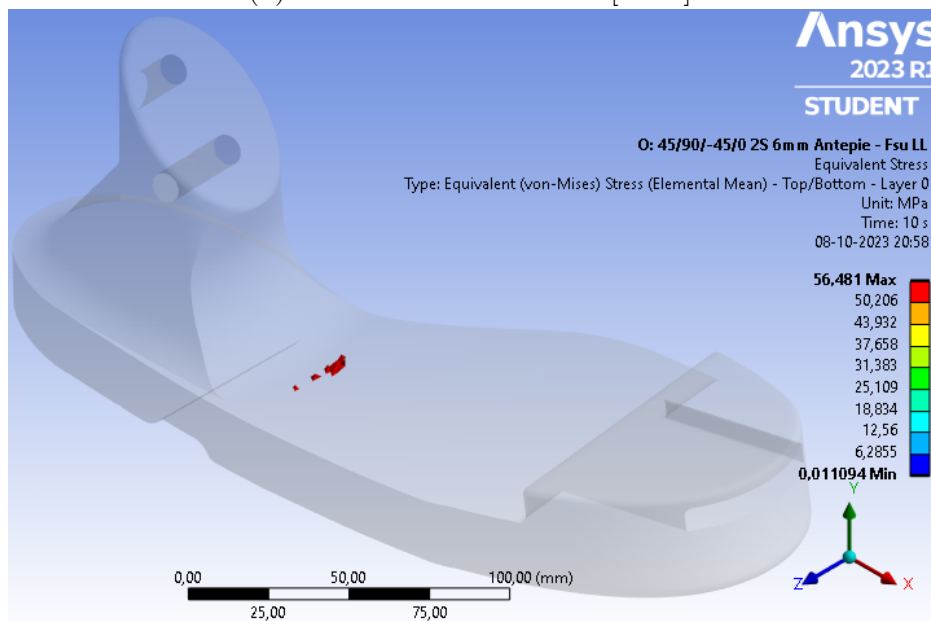 Ansys
2023 R1
STUDENT
O: 45/90/-45/0 2S 6mm Antepie - Fsu LL
Equivalent Stress
Type: Equivalent (von-Mises) Stress (Elemental Mean) - Top/Bottom - Layer 0
Unit: MPa
Time: 10 s
08-10-2023 20:58
56,481 Max
50,206
43,932
37,658
31,383
25,109
18,834
12,56
6,2855
0,011094 Min
Y
Z
X
0,00 50,00 100,00 (mm)
25,00 75,00